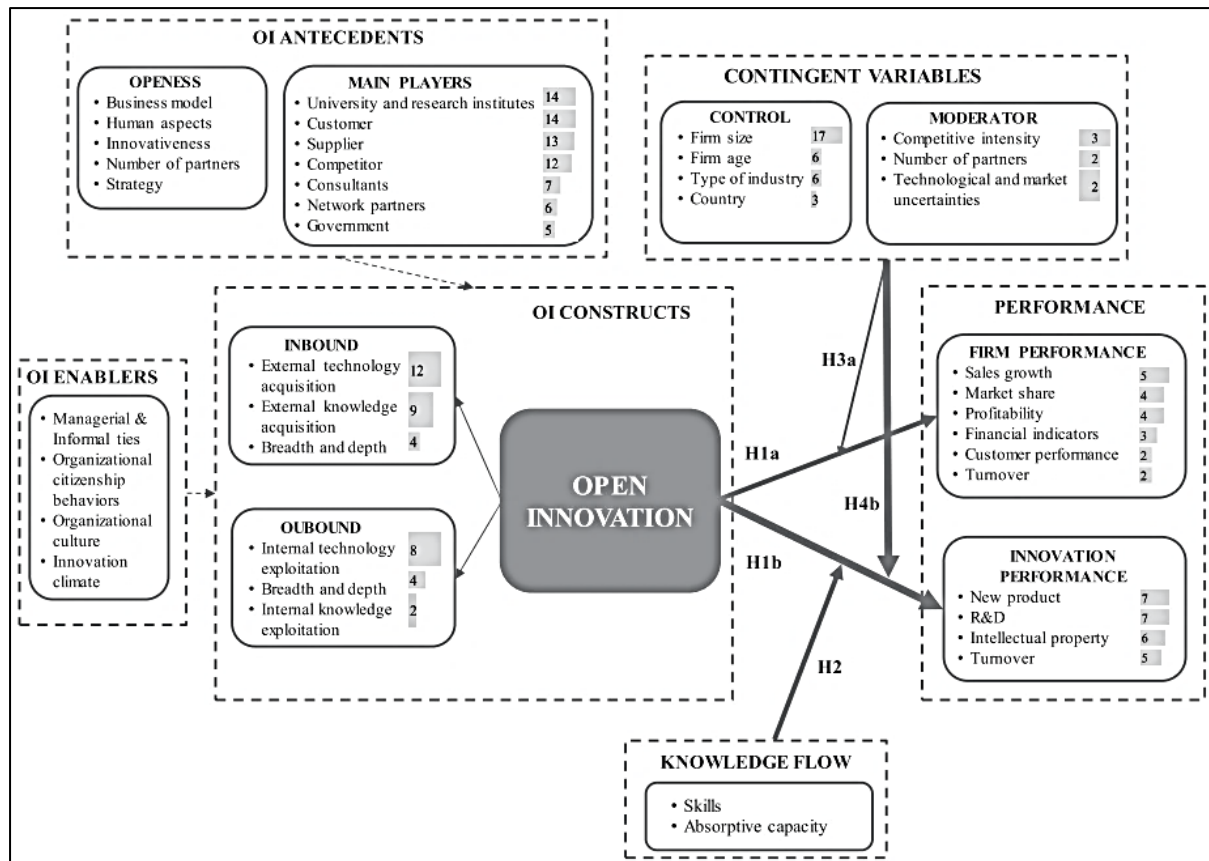 OI ANTECEDENTS
OPENESS
• Business model
• Human aspects
• Innovativeness
• Number of partners
• Strategy
MAIN PLAYERS
• University and research institutes 14
• Customer 14
• Supplier 13
• Competitor 12
• Consultants 7
• Network partners 6
• Government 5
CONTINGENT VARIABLES
CONTROL
• Firm size 17
• Firm age 6
• Type of industry 6
• Country 3
MODERATOR
• Competitive intensity 3
• Number of partners 2
• Technological and market 2
uncertainties
OI ENABLERS
• Managerial &
Informal ties
• Organizational
citizenship
behaviors
• Organizational
culture
• Innovation
climate
OI CONSTRUCTS
INBOUND
• External technology 12
acquisition
• External knowledge 9
acquisition
• Breadth and depth 4
OUBOUND
• Internal technology 8
exploitation
• Breadth and depth 4
• Internal knowledge 2
exploitation
OPEN
INNOVATION
H3a
H1a
H4b
H1b
H2
PERFORMANCE
FIRM PERFORMANCE
• Sales growth 5
• Market share 4
• Profitability 4
• Financial indicators 3
• Customer performance 2
• Turnover 2
INNOVATION
PERFORMANCE
• New product 7
• R&D 7
• Intellectual property 6
• Turnover 5
KNOWLEDGE FLOW
• Skills
• Absorptive capacity